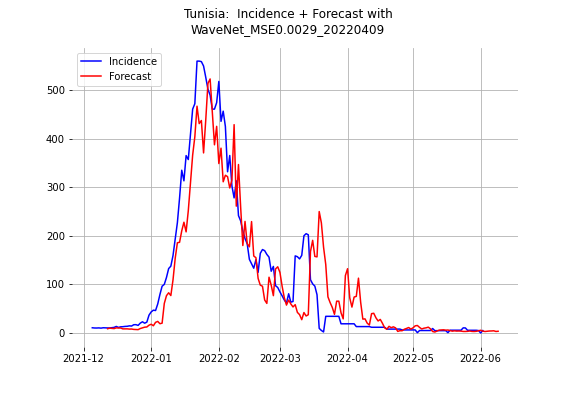 Tunisia:  Incidence + Forecast with
WaveNet_MSE0.0029_20220409
Incidence
Forecast
500
400
300
200
100
0
2021-12 2022-01 2022-02 2022-03 2022-04 2022-05 2022-06